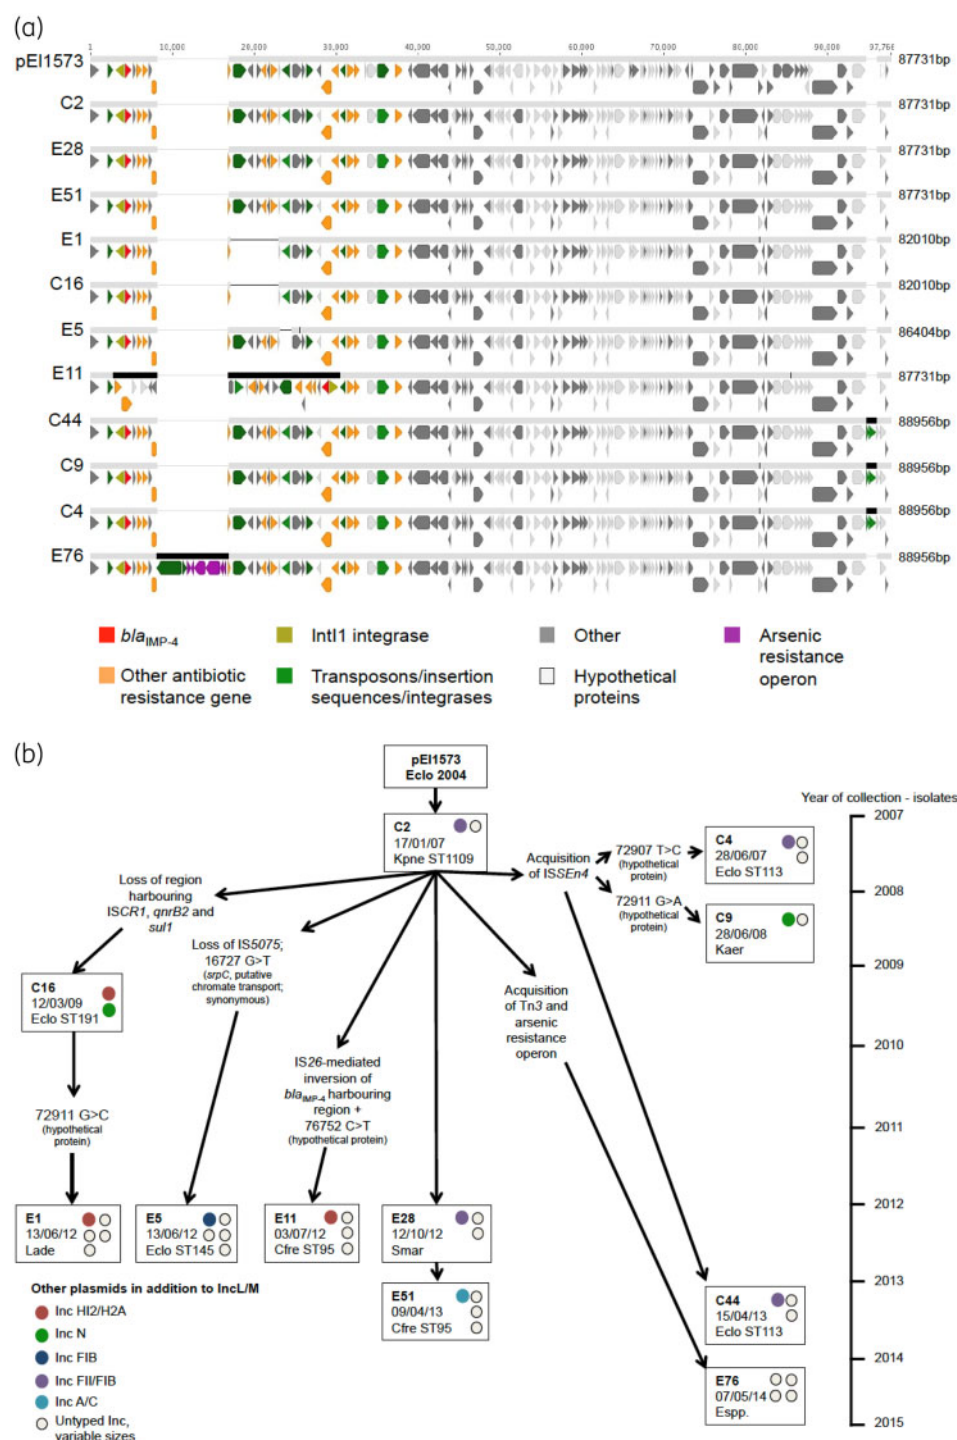 (a)
1 10,000 20,000 30,000 40,000 50,000 60,000 70,000 80,000 90,000 97,766
pEI1573 87731bp
C2 87731bp
E28 87731bp
E51 87731bp
E1 82010bp
C16 82010bp
E5 86404bp
E11 87731bp
C44 88956bp
C9 88956bp
C4 88956bp
E76 88956bp
blaIMP-4
IntI1 integrase
Other
Arsenic
resistance
operon
Other antibiotic
resistance gene
Transposons/insertion
sequences/integrases
Hypothetical
proteins
(b)
pEI1573
Eclo 2004
Year of collection - isolates
2007
2008
2009
2010
2011
2012
2013
2014
2015
C2
17/01/07
Kpne ST1109
Acquisition
of ISSEn4
72907 T>C
(hypothetical
protein)
C4
28/06/07
Eclo ST113
72911 G>A
(hypothetical
protein)
C9
28/06/08
Kaer
Loss of region
harbouring
ISCR1, qnrB2 and
sul1
Loss of IS5075;
16727 G>T
(srpC, putative
chromate transport;
synonymous)
C16
12/03/09
Eclo ST191
Acquisition
of Tn3 and
arsenic
resistance
operon
IS26-mediated
inversion of
blaIMP-4 harbouring
region +
76752 C>T
(hypothetical protein)
72911 G>C
(hypothetical
protein)
E1
13/06/12
Lade
E5
13/06/12
Eclo ST145
E11
03/07/12
Cfre ST95
E28
12/10/12
Smar
E51
09/04/13
Cfre ST95
C44
15/04/13
Eclo ST113
E76
07/05/14
Espp.
Other plasmids in addition to IncL/M
Inc HI2/H2A
Inc N
Inc FIB
Inc FII/FIB
Inc A/C
Untyped Inc,
variable sizes